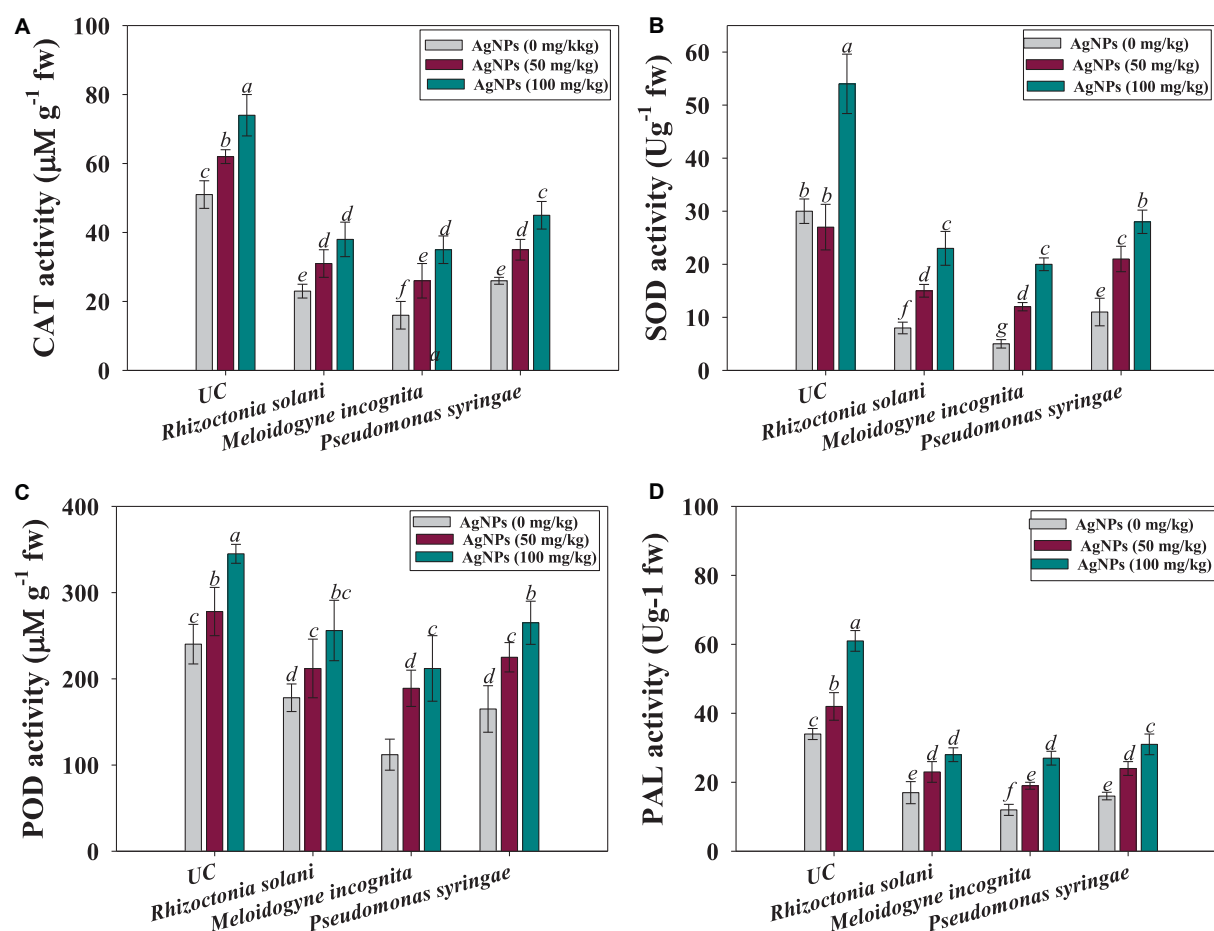 A
CAT activity (µM g⁻¹ fw)
100
80
60
40
20
0
AgNPs (0 mg/kkg)
AgNPs (50 mg/kg)
AgNPs (100 mg/kg)
c b a
e d d
f e d
e d c
a
UC
Rhizoctonia solani
Meloidogyne incognita
Pseudomonas syringae
B
SOD activity (Ug⁻¹ fw)
60
50
40
30
20
10
0
AgNPs (0 mg/kg)
AgNPs (50 mg/kg)
AgNPs (100 mg/kg)
b b a
f d c
g d c
e c b
UC
Rhizoctonia solani
Meloidogyne incognita
Pseudomonas syringae
C
POD activity (µM g⁻¹ fw)
400
300
200
100
0
AgNPs (0 mg/kg)
AgNPs (50 mg/kg)
AgNPs (100 mg/kg)
c b a
d c bc
d c
d c b
UC
Rhizoctonia solani
Meloidogyne incognita
Pseudomonas syringae
D
PAL activity (Ug-1 fw)
100
80
60
40
20
0
AgNPs (0 mg/kg)
AgNPs (50 mg/kg)
AgNPs (100 mg/kg)
c b a
e d d
f e d
e d c
UC
Rhizoctonia solani
Meloidogyne incognita
Pseudomonas syringae